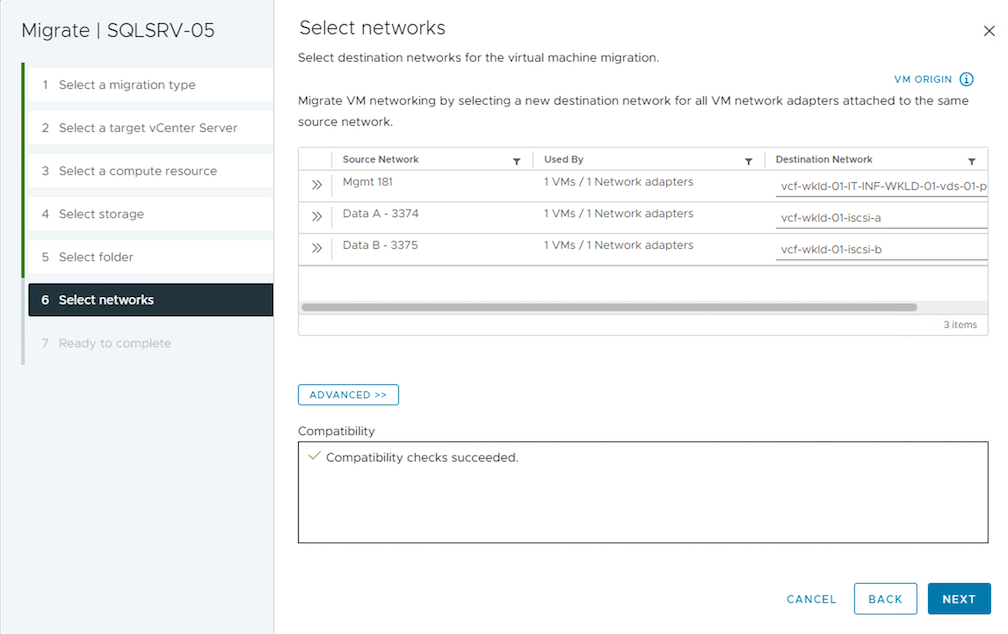 Migrate | SQLSRV-05
1 Select a migration type
2 Select a target vCenter Server
3 Select a compute resource
4 Select storage
5 Select folder
6 Select networks
7 Ready to complete
Select networks
Select destination networks for the virtual machine migration.
VM ORIGIN
Migrate VM networking by selecting a new destination network for all VM network adapters attached to the same
source network.
Source Network Used By Destination Network
Mgmt 181 1 VMs / 1 Network adapters vcf-wkld-01-IT-INF-WKLD-01-vds-01-p
Data A - 3374 1 VMs / 1 Network adapters vcf-wkld-01-iscsi-a
Data B - 3375 1 VMs / 1 Network adapters vcf-wkld-01-iscsi-b
3 items
ADVANCED >>
Compatibility
Compatibility checks succeeded.
CANCEL BACK NEXT